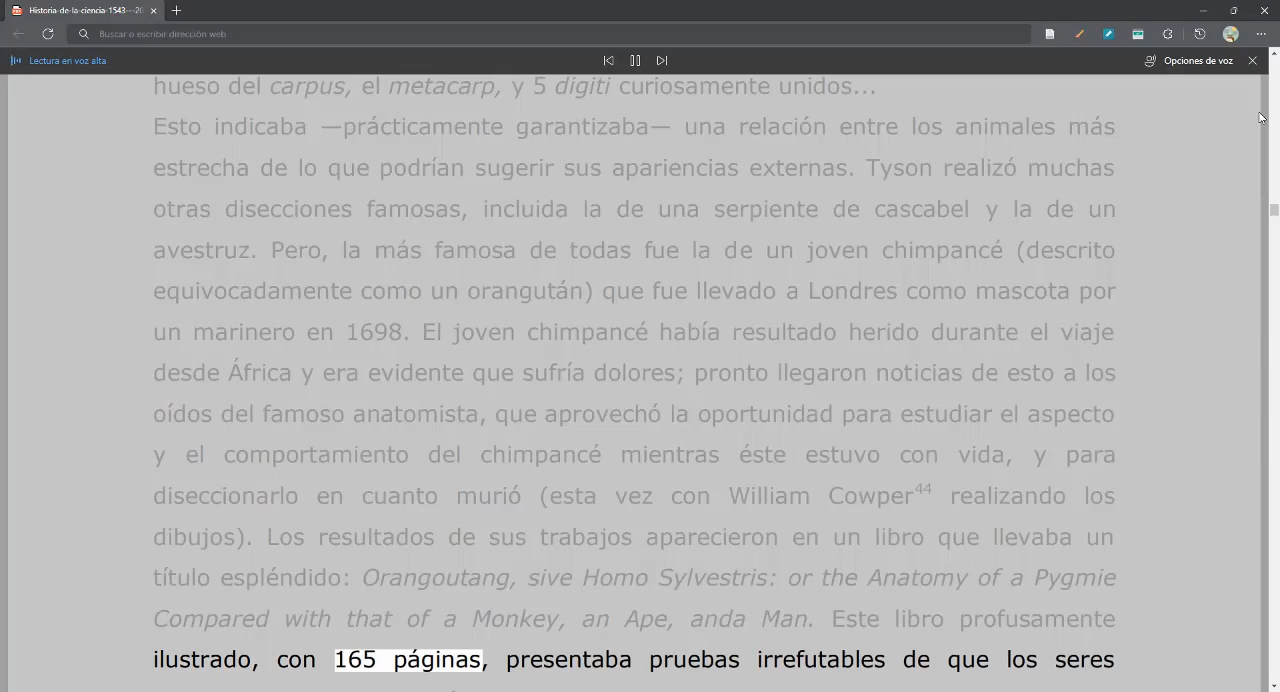 Historia-de-la-ciencia-1543---20
Buscar o escribir dirección web
Lectura en voz alta
Opciones de voz
hueso del carpus, el metacarp, y 5 digiti curiosamente unidos...
Esto indicaba —prácticamente garantizaba— una relación entre los animales más
estrecha de lo que podrían sugerir sus apariencias externas. Tyson realizó muchas
otras disecciones famosas, incluida la de una serpiente de cascabel y la de un
avestruz. Pero, la más famosa de todas fue la de un joven chimpancé (descrito
equivocadamente como un orangután) que fue llevado a Londres como mascota por
un marinero en 1698. El joven chimpancé había resultado herido durante el viaje
desde África y era evidente que sufría dolores; pronto llegaron noticias de esto a los
oídos del famoso anatomista, que aprovechó la oportunidad para estudiar el aspecto
y el comportamiento del chimpancé mientras éste estuvo con vida, y para
diseccionarlo en cuanto murió (esta vez con William Cowper44 realizando los
dibujos). Los resultados de sus trabajos aparecieron en un libro que llevaba un
título espléndido: Orangoutang, sive Homo Sylvestris: or the Anatomy of a Pygmie
Compared with that of a Monkey, an Ape, anda Man. Este libro profusamente
ilustrado, con 165 páginas, presentaba pruebas irrefutables de que los seres